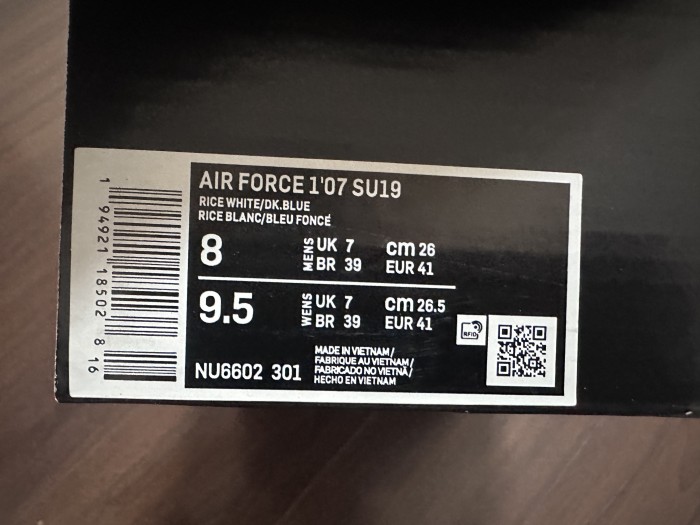 AIR FORCE 1'07 SU19
RICE WHITE/DK.BLUE
RICE BLANC/BLEU FONCÉ
8
MENS
UK 7
cm 26
BR 39
EUR 41
9.5
WENS
UK 7
cm 26.5
BR 39
EUR 41
RFID
NU6602 301
MADE IN VIETNAM/
FABRIQUE AU VIETNAM/
FABRICADO NO VIETNÃ/
HECHO EN VIETNAM
1 94921 18502 8 16